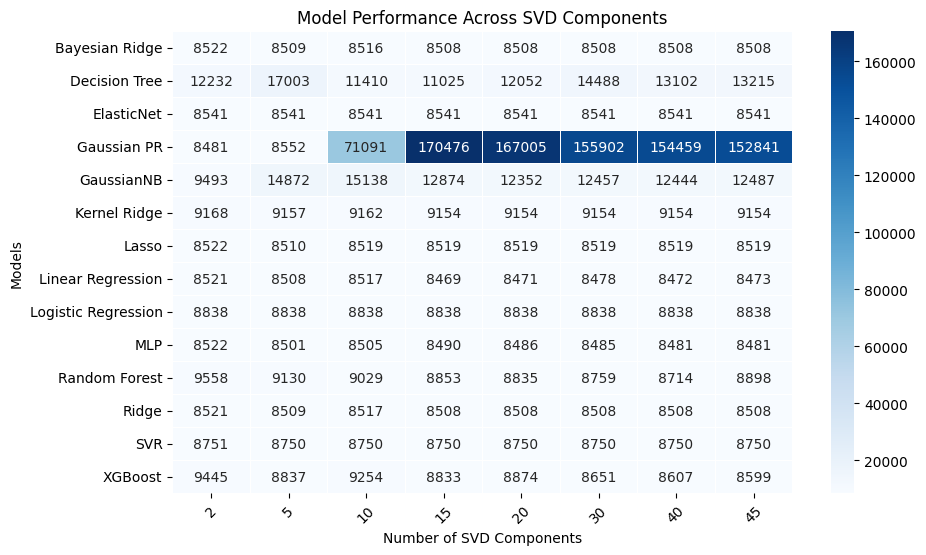 Model Performance Across SVD Components
Bayesian Ridge 8522 8509 8516 8508 8508 8508 8508 8508
Decision Tree 12232 17003 11410 11025 12052 14488 13102 13215
ElasticNet 8541 8541 8541 8541 8541 8541 8541 8541
Gaussian PR 8481 8552 71091 170476 167005 155902 154459 152841
GaussianNB 9493 14872 15138 12874 12352 12457 12444 12487
Kernel Ridge 9168 9157 9162 9154 9154 9154 9154 9154
Lasso 8522 8510 8519 8519 8519 8519 8519 8519
Linear Regression 8521 8508 8517 8469 8471 8478 8472 8473
Logistic Regression 8838 8838 8838 8838 8838 8838 8838 8838
MLP 8522 8501 8505 8490 8486 8485 8481 8481
Random Forest 9558 9130 9029 8853 8835 8759 8714 8898
Ridge 8521 8509 8517 8508 8508 8508 8508 8508
SVR 8751 8750 8750 8750 8750 8750 8750 8750
XGBoost 9445 8837 9254 8833 8874 8651 8607 8599
2 5 10 15 20 30 40 45
Number of SVD Components
Models
160000
140000
120000
100000
80000
60000
40000
20000